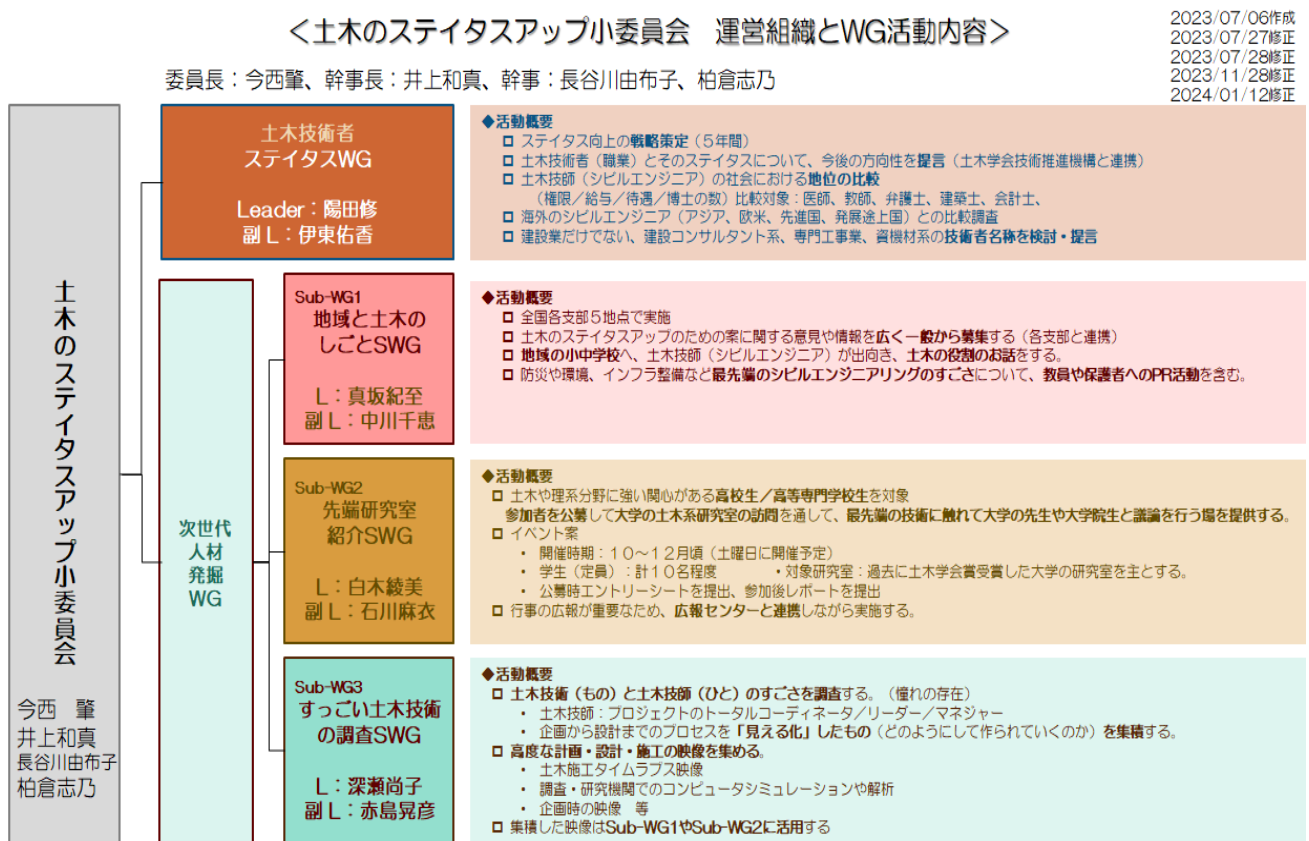 ＜土木のステイタスアップ小委員会　運営組織とWG活動内容＞
2023/07/06作成
2023/07/27修正
2023/07/28修正
2023/11/28修正
2024/01/12修正
委員長：今西肇、幹事長：井上和真、幹事：長谷川由布子、柏倉志乃
土木のステイタスアップ小委員会
今西　肇
井上和真
長谷川由布子
柏倉志乃
土木技術者
ステイタスWG
Leader：陽田修
副Ｌ：伊東佑香
◆活動概要
□ ステイタス向上の戦略策定（５年間）
□ 土木技術者（職業）とそのステイタスについて、今後の方向性を提言（土木学会技術推進機構と連携）
□ 土木技師（シビルエンジニア）の社会における地位の比較
（権限／給与／待遇／博士の数）比較対象：医師、教師、弁護士、建築士、会計士、
□ 海外のシビルエンジニア（アジア、欧米、先進国、発展途上国）との比較調査
□ 建設業だけでない、建設コンサルタント系、専門工事業、資機材系の技術者名称を検討・提言
次世代
人材
発掘
WG
Sub-WG1
地域と土木の
しごとSWG
Ｌ：真坂紀至
副Ｌ：中川千恵
◆活動概要
□ 全国各支部５地点で実施
□ 土木のステイタスアップのための案に関する意見や情報を広く一般から募集する（各支部と連携）
□ 地域の小中学校へ、土木技師（シビルエンジニア）が出向き、土木の役割のお話をする。
□ 防災や環境、インフラ整備など最先端のシビルエンジニアリングのすごさについて、教員や保護者へのPR活動を含む。
Sub-WG2
先端研究室
紹介SWG
Ｌ：白木綾美
副Ｌ：石川麻衣
◆活動概要
□ 土木や理系分野に強い関心がある高校生／高等専門学校生を対象
参加者を公募して大学の土木系研究室の訪問を通して、最先端の技術に触れて大学の先生や大学院生と議論を行う場を提供する。
□ イベント案
・ 開催時期：１０～１２月頃（土曜日に開催予定）
・ 学生（定員）：計１０名程度　・対象研究室：過去に土木学会賞受賞した大学の研究室を主とする。
・ 公募時エントリーシートを提出、参加後レポートを提出
□ 行事の広報が重要なため、広報センターと連携しながら実施する。
Sub-WG3
すっごい土木技術
の調査SWG
Ｌ：深瀬尚子
副Ｌ：赤島晃彦
◆活動概要
□ 土木技術（もの）と土木技師（ひと）のすごさを調査する。（憧れの存在）
・ 土木技師：プロジェクトのトータルコーディネータ／リーダー／マネジャー
・ 企画から設計までのプロセスを「見える化」したもの（どのようにして作られていくのか）を集積する。
□ 高度な計画・設計・施工の映像を集める。
・ 土木施工タイムラプス映像
・ 調査・研究機関でのコンピュータシミュレーションや解析
・ 企画時の映像　等
□ 集積した映像はSub-WG1やSub-WG2に活用する